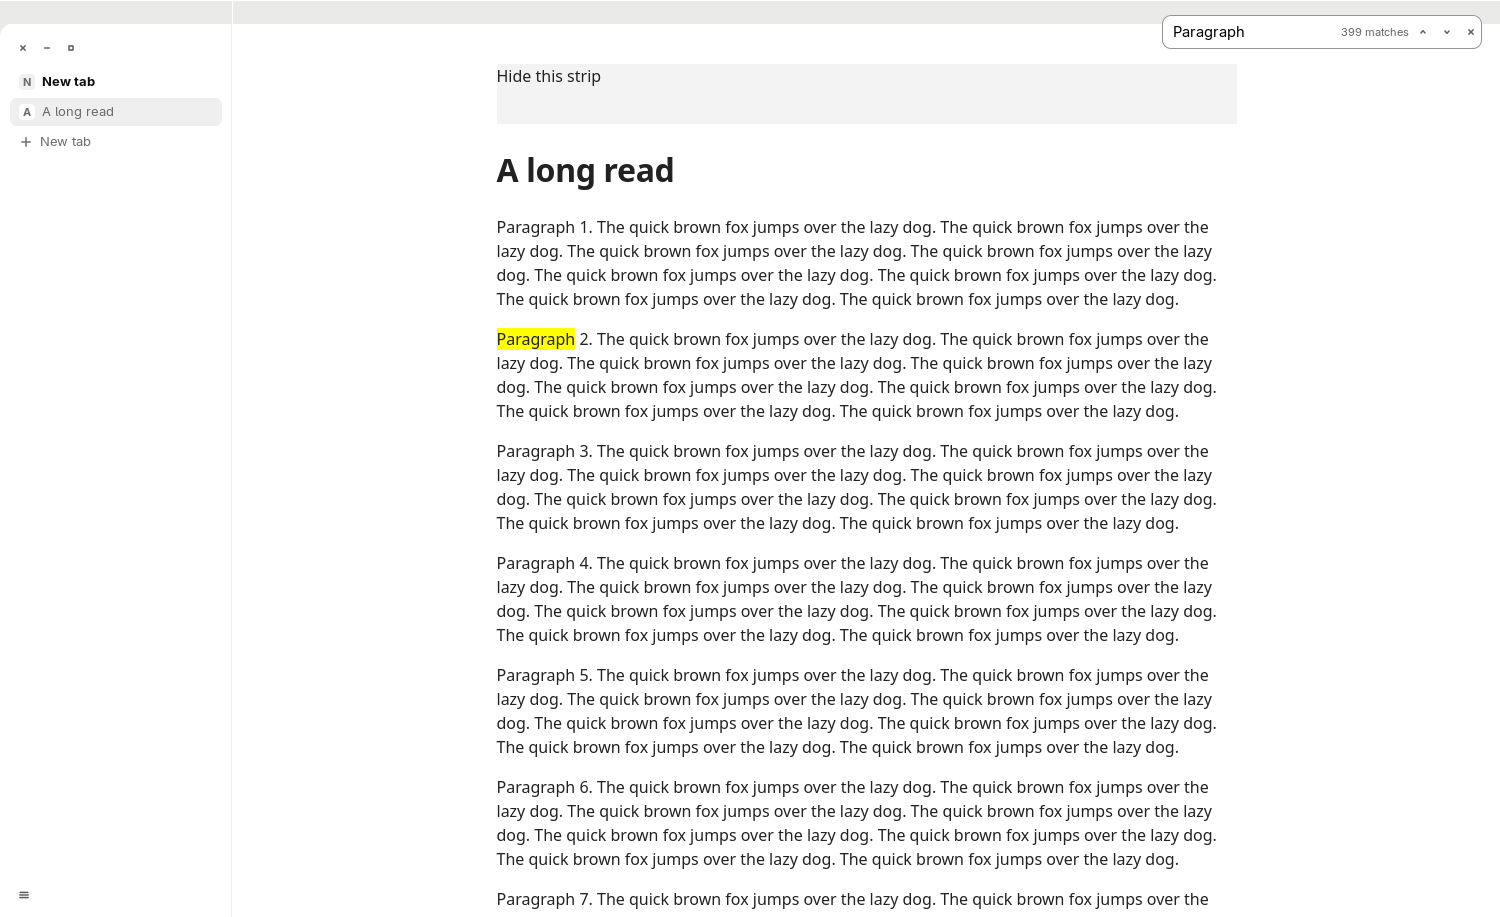 Paragraph
399 matches
N New tab
A A long read
New tab
Hide this strip
A long read
Paragraph 1. The quick brown fox jumps over the lazy dog. The quick brown fox jumps over the
lazy dog. The quick brown fox jumps over the lazy dog. The quick brown fox jumps over the lazy
dog. The quick brown fox jumps over the lazy dog. The quick brown fox jumps over the lazy dog.
The quick brown fox jumps over the lazy dog. The quick brown fox jumps over the lazy dog.
Paragraph 2. The quick brown fox jumps over the lazy dog. The quick brown fox jumps over the
lazy dog. The quick brown fox jumps over the lazy dog. The quick brown fox jumps over the lazy
dog. The quick brown fox jumps over the lazy dog. The quick brown fox jumps over the lazy dog.
The quick brown fox jumps over the lazy dog. The quick brown fox jumps over the lazy dog.
Paragraph 3. The quick brown fox jumps over the lazy dog. The quick brown fox jumps over the
lazy dog. The quick brown fox jumps over the lazy dog. The quick brown fox jumps over the lazy
dog. The quick brown fox jumps over the lazy dog. The quick brown fox jumps over the lazy dog.
The quick brown fox jumps over the lazy dog. The quick brown fox jumps over the lazy dog.
Paragraph 4. The quick brown fox jumps over the lazy dog. The quick brown fox jumps over the
lazy dog. The quick brown fox jumps over the lazy dog. The quick brown fox jumps over the lazy
dog. The quick brown fox jumps over the lazy dog. The quick brown fox jumps over the lazy dog.
The quick brown fox jumps over the lazy dog. The quick brown fox jumps over the lazy dog.
Paragraph 5. The quick brown fox jumps over the lazy dog. The quick brown fox jumps over the
lazy dog. The quick brown fox jumps over the lazy dog. The quick brown fox jumps over the lazy
dog. The quick brown fox jumps over the lazy dog. The quick brown fox jumps over the lazy dog.
The quick brown fox jumps over the lazy dog. The quick brown fox jumps over the lazy dog.
Paragraph 6. The quick brown fox jumps over the lazy dog. The quick brown fox jumps over the
lazy dog. The quick brown fox jumps over the lazy dog. The quick brown fox jumps over the lazy
dog. The quick brown fox jumps over the lazy dog. The quick brown fox jumps over the lazy dog.
The quick brown fox jumps over the lazy dog. The quick brown fox jumps over the lazy dog.
Paragraph 7. The quick brown fox jumps over the lazy dog. The quick brown fox jumps over the